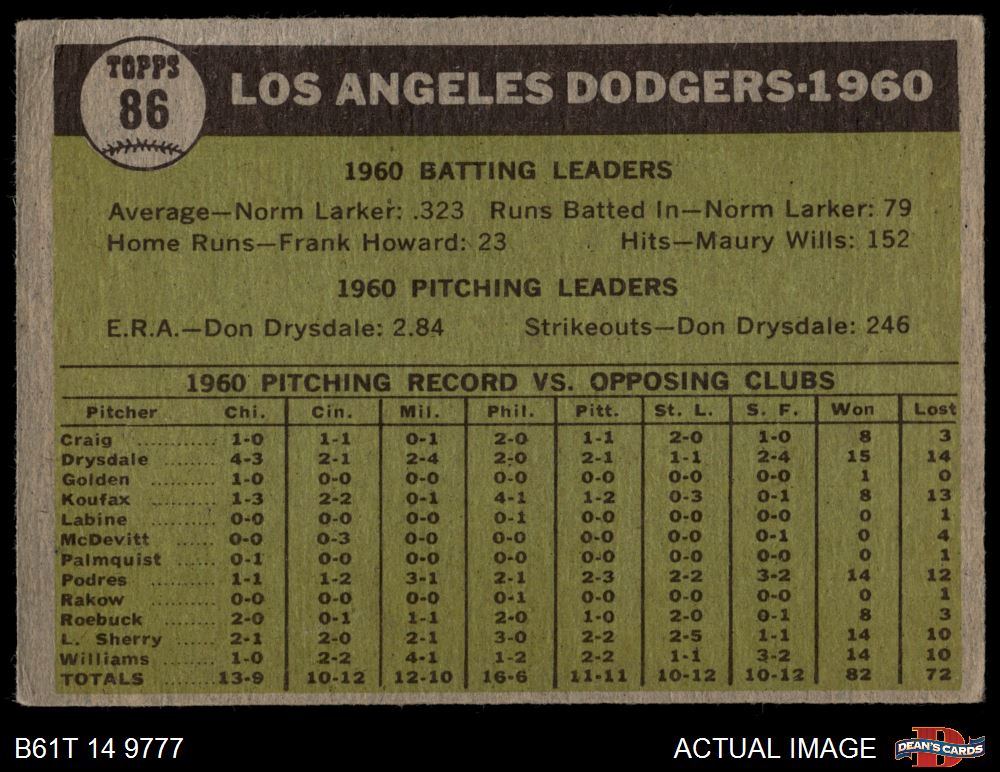 TOPPS
86
LOS ANGELES DODGERS·1960
1960 BATTING LEADERS
Average—Norm Larker: .323 Runs Batted In—Norm Larker: 79
Home Runs—Frank Howard: 23 Hits—Maury Wills: 152
1960 PITCHING LEADERS
E.R.A.—Don Drysdale: 2.84 Strikeouts—Don Drysdale: 246
1960 PITCHING RECORD VS. OPPOSING CLUBS
Pitcher Chi. Cin. Mil. Phil. Pitt. St. L. S. F. Won Lost
Craig ........... 1-0 1-1 0-1 2-0 1-1 2-0 1-0 8 3
Drysdale ........ 4-3 2-1 2-4 2-0 2-1 1-1 2-4 15 14
Golden .......... 1-0 0-0 0-0 0-0 0-0 0-0 0-0 1 0
Koufax .......... 1-3 2-2 0-1 4-1 1-2 0-3 0-1 8 13
Labine .......... 0-0 0-0 0-0 0-1 0-0 0-0 0-0 0 1
McDevitt ...... 0-0 0-3 0-0 0-0 0-0 0-0 0-1 0 4
Palmquist ...... 0-1 0-0 0-0 0-0 0-0 0-0 0-0 0 1
Podres .......... 1-1 1-2 3-1 2-1 2-3 2-2 3-2 14 12
Rakow .......... 0-0 0-0 0-0 0-1 0-0 0-0 0-0 0 1
Roebuck ........ 2-0 0-1 1-1 2-0 1-0 2-0 0-1 8 3
L. Sherry ...... 2-1 2-0 2-1 3-0 2-2 2-5 1-1 14 10
Williams ........ 1-0 2-2 4-1 1-2 2-2 1-1 3-2 14 10
TOTALS ........ 13-9 10-12 12-10 16-6 11-11 10-12 10-12 82 72
B61T 14 9777 ACTUAL IMAGE DEAN'S CARDS